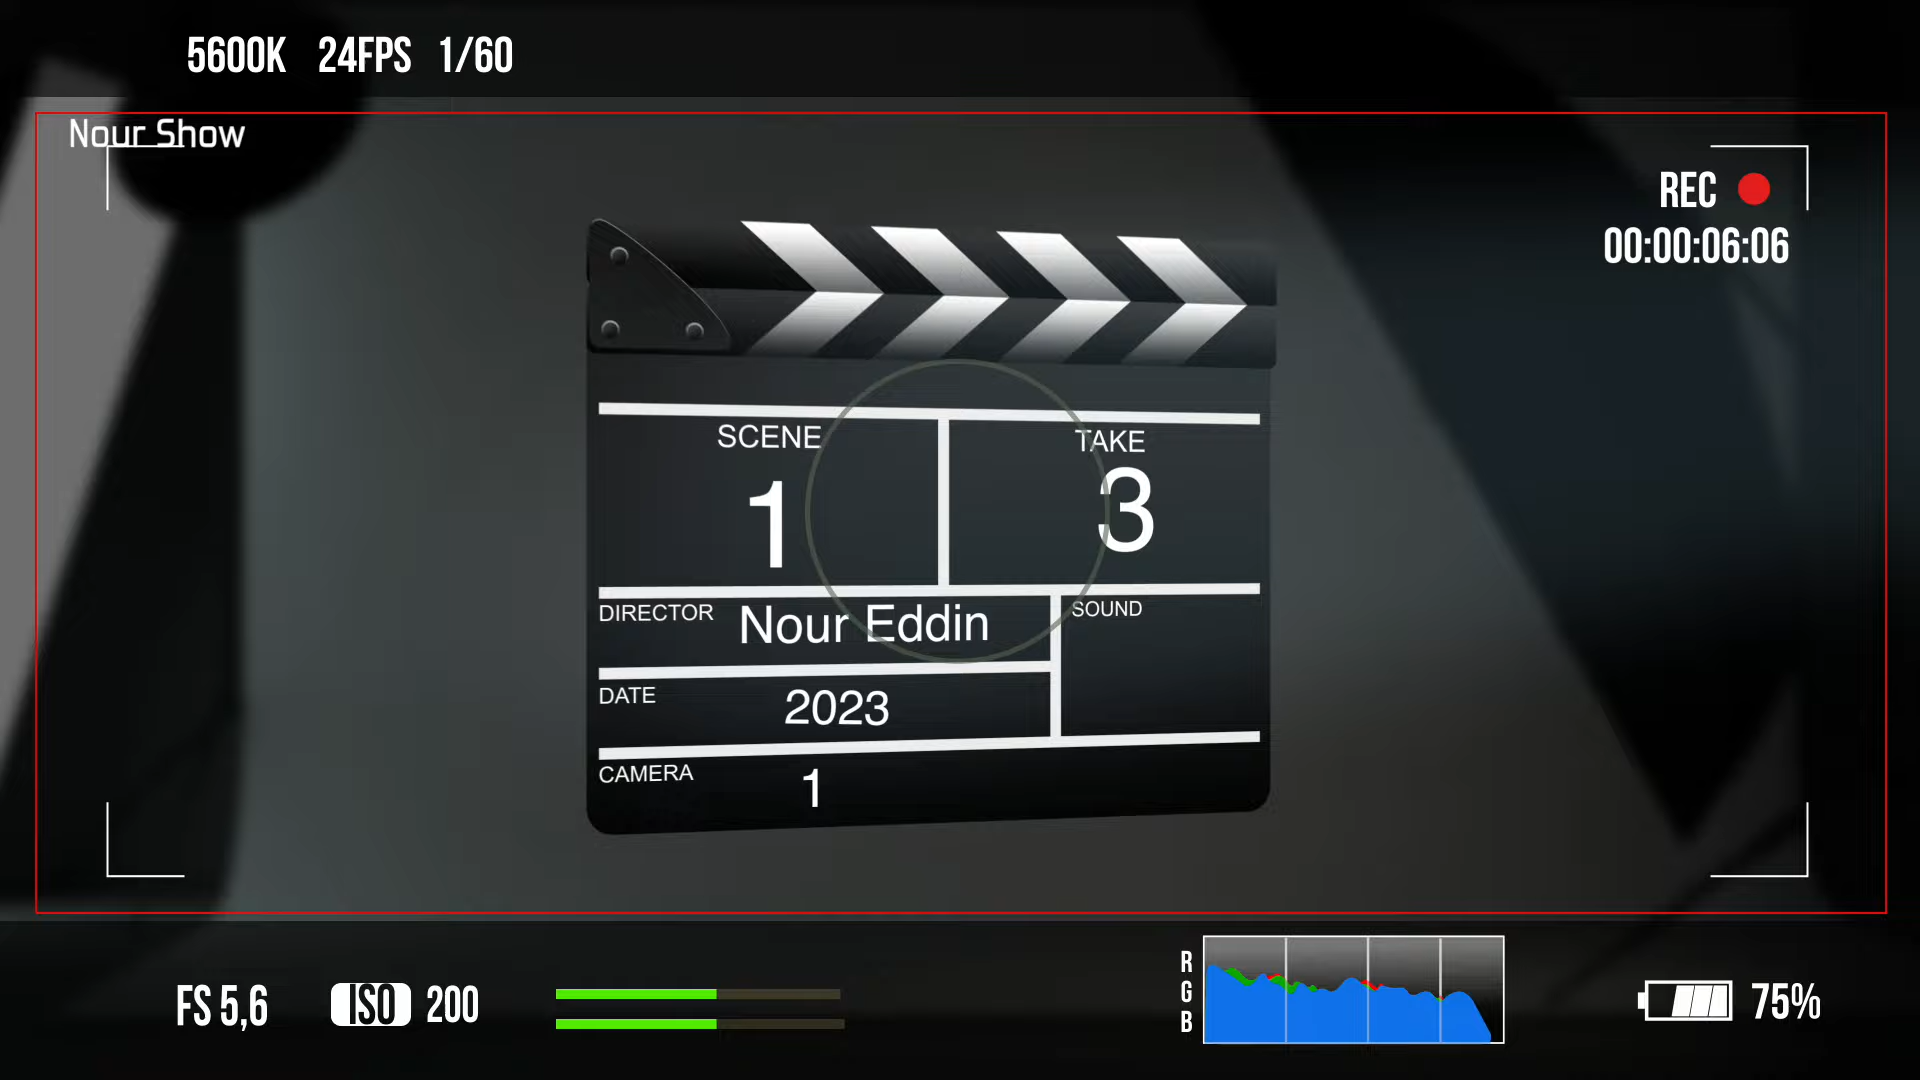 5600K 24FPS 1/60
Nour Show
REC
00:00:06:06
SCENE
1
TAKE
3
DIRECTOR Nour Eddin
SOUND
DATE 2023
CAMERA 1
FS 5,6 ISO 200
R
G
B
75%